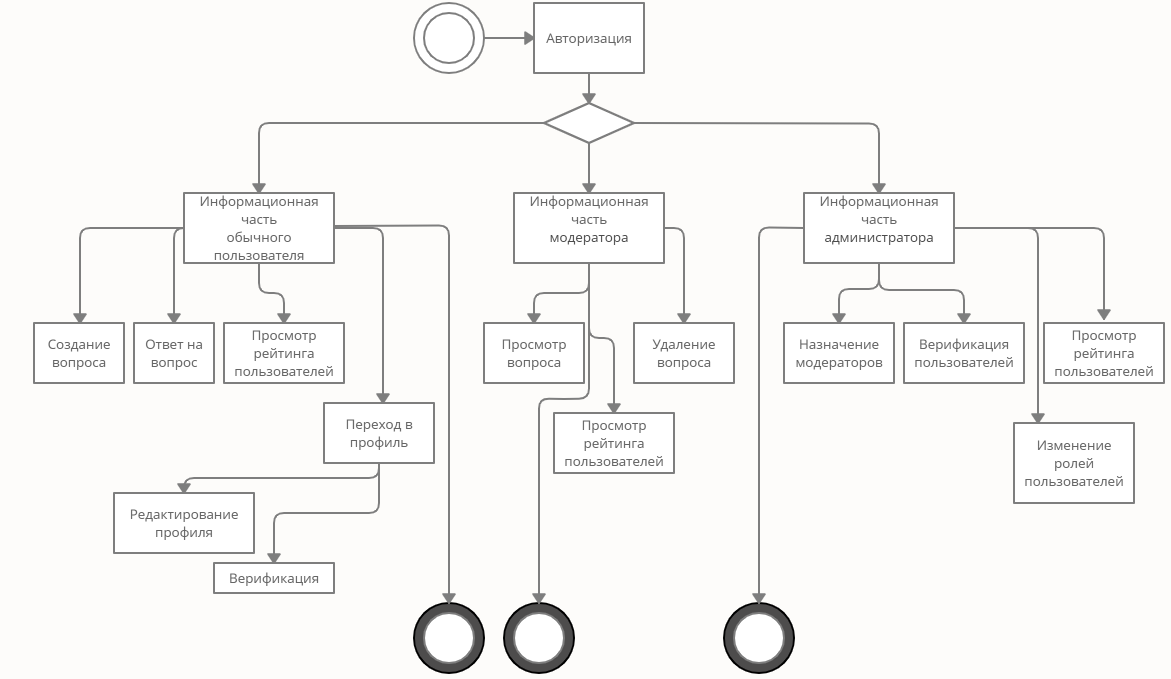 Авторизация
Информационная
часть
обычного
пользователя
Информационная
часть
модератора
Информационная
часть
администратора
Создание
вопроса
Ответ на
вопрос
Просмотр
рейтинга
пользователей
Просмотр
вопроса
Удаление
вопроса
Назначение
модераторов
Верификация
пользователей
Просмотр
рейтинга
пользователей
Переход в
профиль
Просмотр
рейтинга
пользователей
Изменение
ролей
пользователей
Редактирование
профиля
Верификация